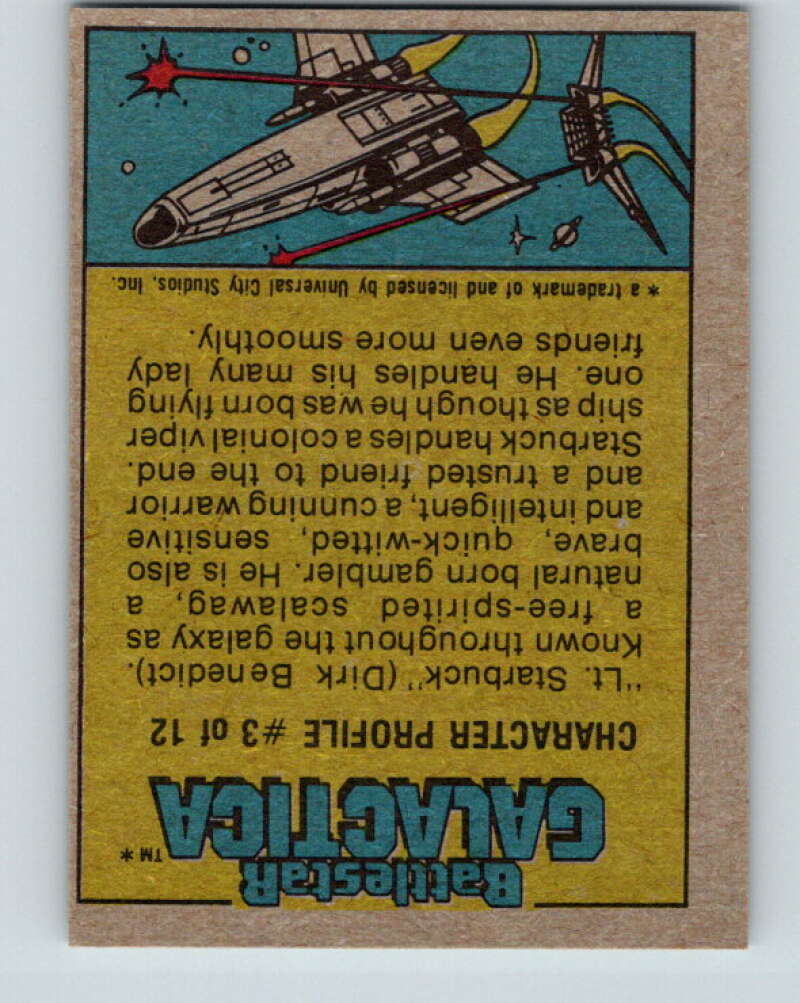 BattlestaR
GALACTICA™*
CHARACTER PROFILE #3 of 12
"Lt. Starbuck" (Dirk Benedict).
Known throughout the galaxy as
a free-spirited scalawag, a
natural born gambler. He is also
brave, quick-witted, sensitive
and intelligent, a cunning warrior
and a trusted friend to the end.
Starbuck handles a colonial viper
ship as though he was born flying
one. He handles his many lady
friends even more smoothly.
* a trademark of and licensed by Universal City Studios, Inc.